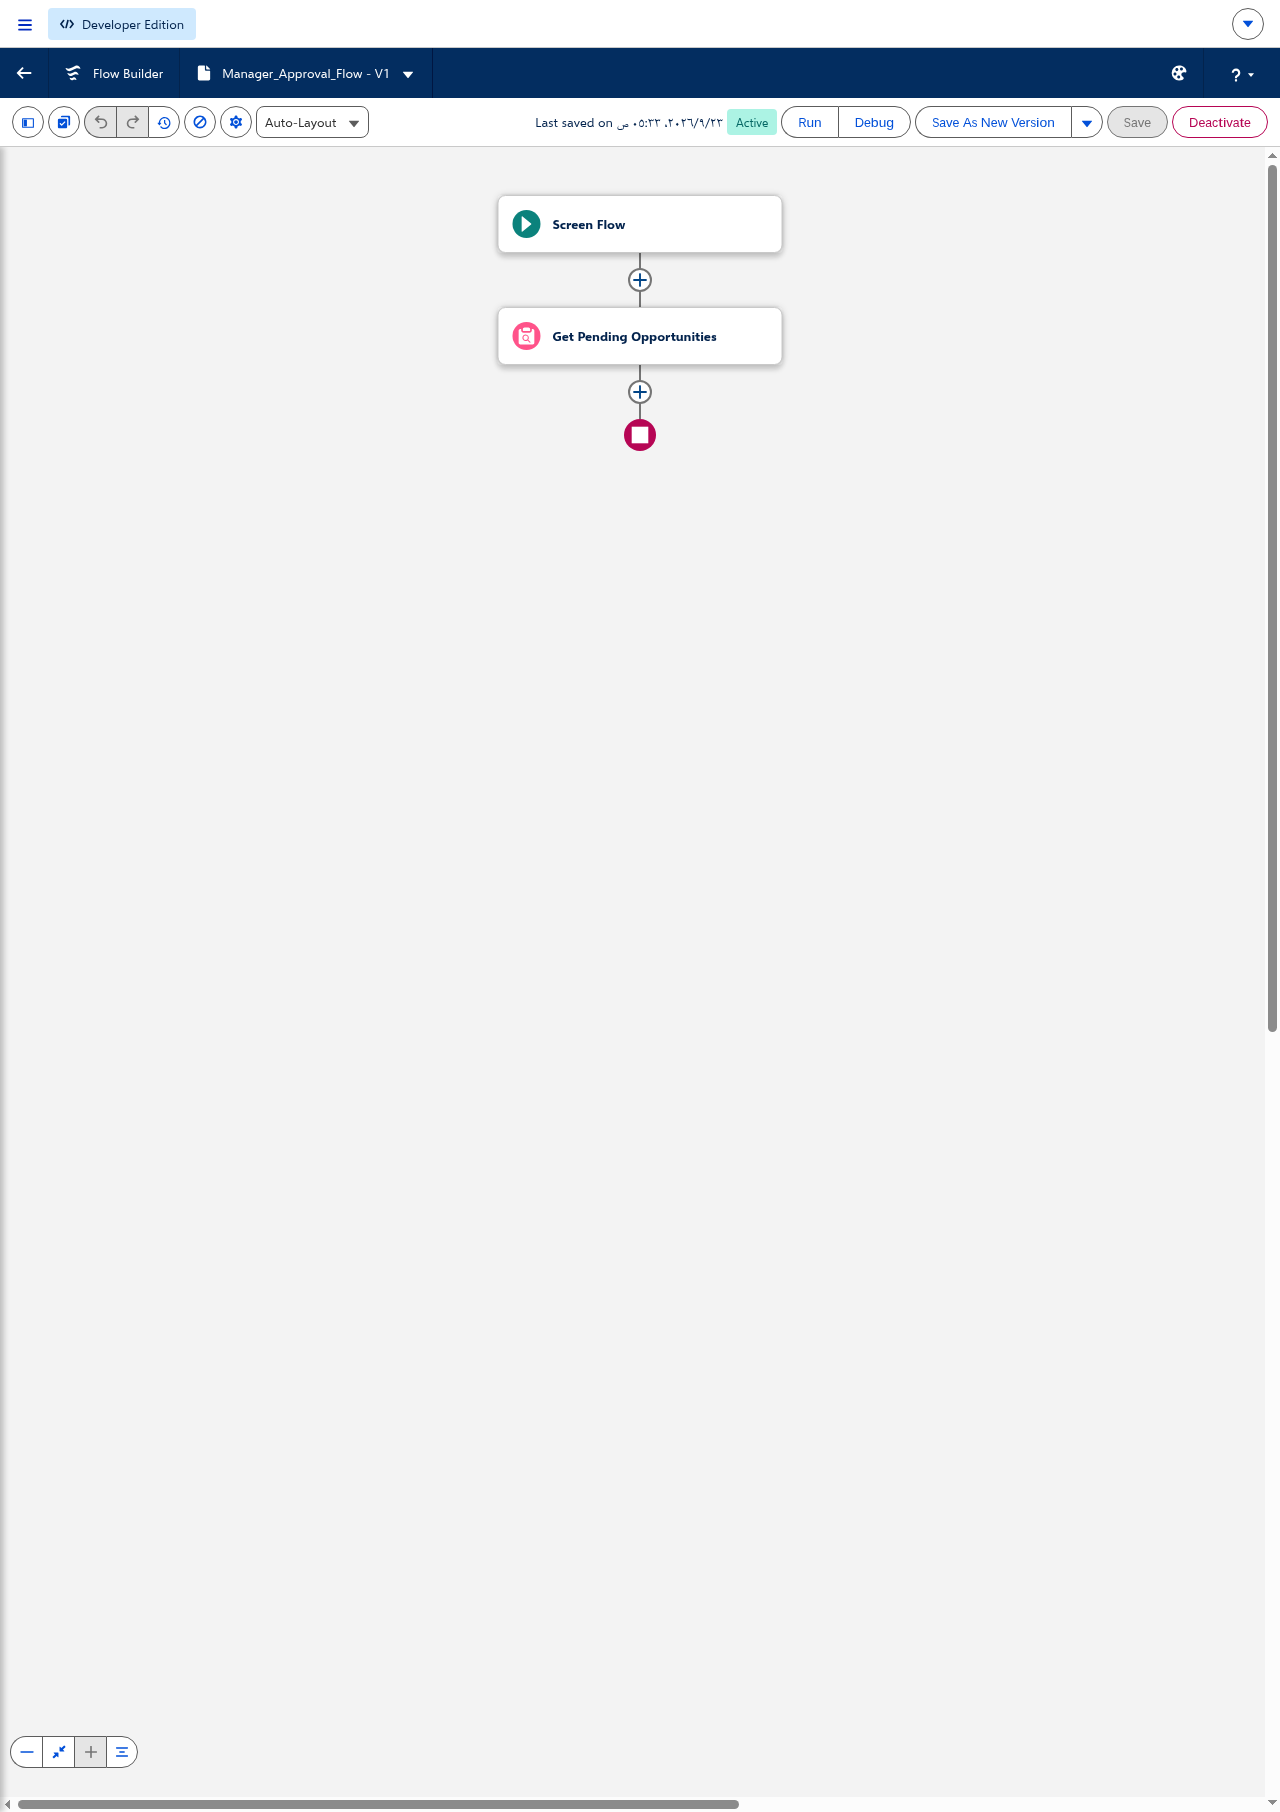 Developer Edition
Flow Builder
Manager_Approval_Flow - V1
?
Auto-Layout
Last saved on ٢٣‏/٩‏/٢٠٢٦، ٠٥:٣٣ ص
Active
Run
Debug
Save As New Version
Save
Deactivate
Screen Flow
Get Pending Opportunities